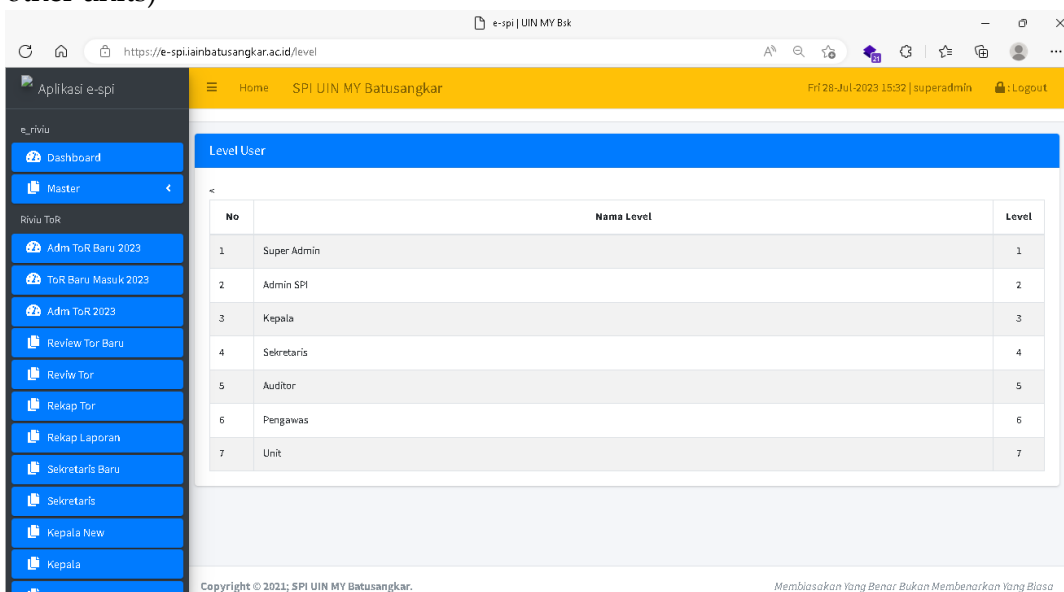 e-spi | UIN MY Bsk
https://e-spi.iainbatusangkar.ac.id/level
21
Aplikasi e-spi
Home SPI UIN MY Batusangkar
Fri 28-Jul-2023 15:32 | superadmin
: Logout
e_riviu
Dashboard
Master
Riviu ToR
Adm ToR Baru 2023
ToR Baru Masuk 2023
Adm ToR 2023
Review Tor Baru
Reviw Tor
Rekap Tor
Rekap Laporan
Sekretaris Baru
Sekretaris
Kepala New
Kepala
Level User
<
No Nama Level Level
1 Super Admin 1
2 Admin SPI 2
3 Kepala 3
4 Sekretaris 4
5 Auditor 5
6 Pengawas 6
7 Unit 7
Copyright © 2021; SPI UIN MY Batusangkar.
Membiasakan Yang Benar Bukan Membenarkan Yang Biasa